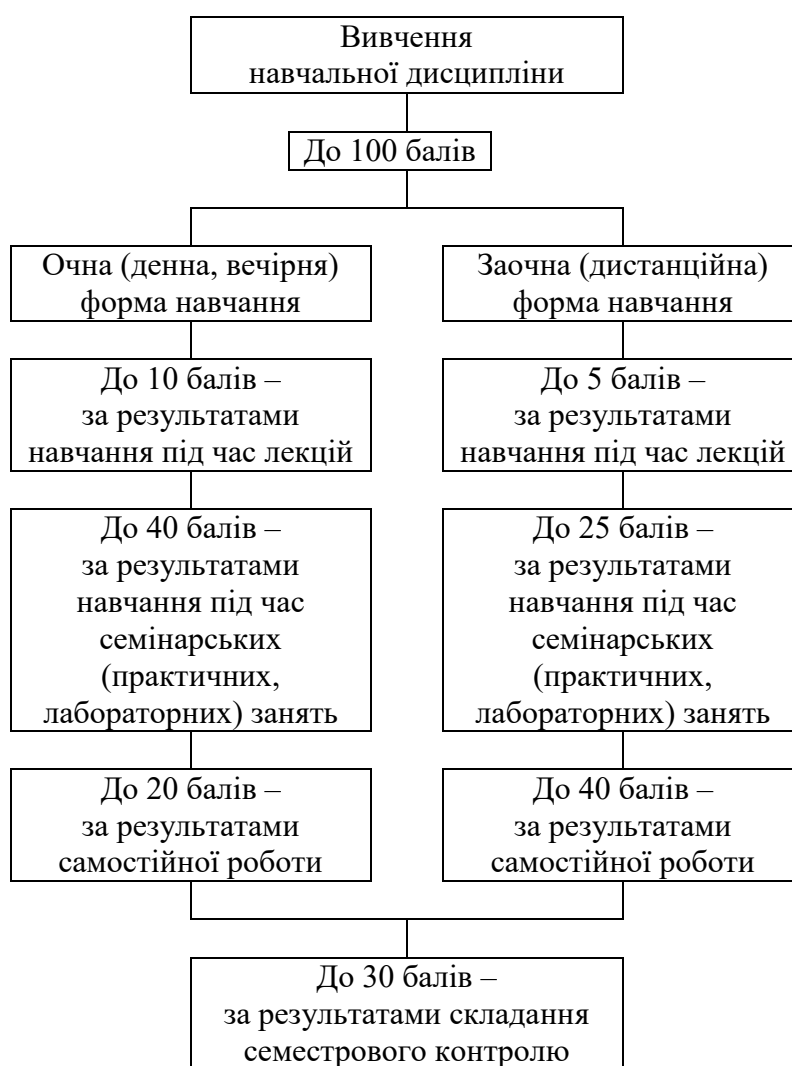 Вивчення
навчальної дисципліни
До 100 балів
Очна (денна, вечірня)
форма навчання
До 10 балів –
за результатами
навчання під час лекцій
До 40 балів –
за результатами
навчання під час
семінарських
(практичних,
лабораторних) занять
До 20 балів –
за результатами
самостійної роботи
Заочна (дистанційна)
форма навчання
До 5 балів –
за результатами
навчання під час лекцій
До 25 балів –
за результатами
навчання під час
семінарських
(практичних,
лабораторних) занять
До 40 балів –
за результатами
самостійної роботи
До 30 балів –
за результатами складання
семестрового контролю